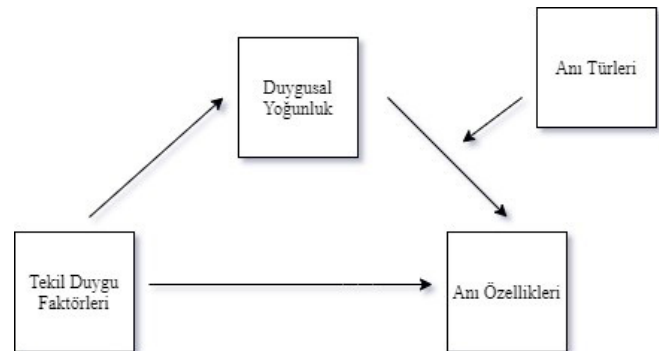 Duygusal
Yoğunluk
Anı Türleri
Tekil Duygu
Faktörleri
Anı Özellikleri